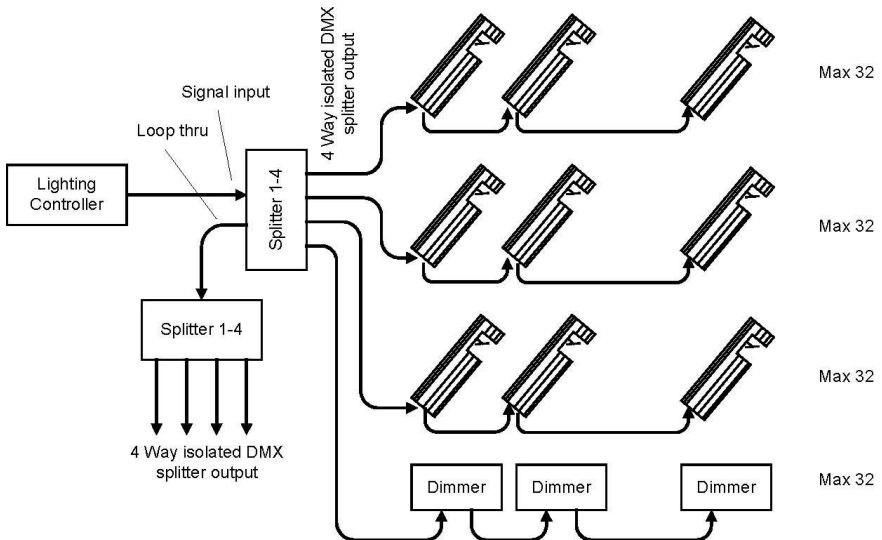 4 Way isolated DMX
splitter output
Max 32
Signal input
Loop thru
Lighting
Controller
Splitter 1-4
Max 32
Splitter 1-4
Max 32
4 Way isolated DMX
splitter output
Dimmer
Dimmer
Dimmer
Max 32